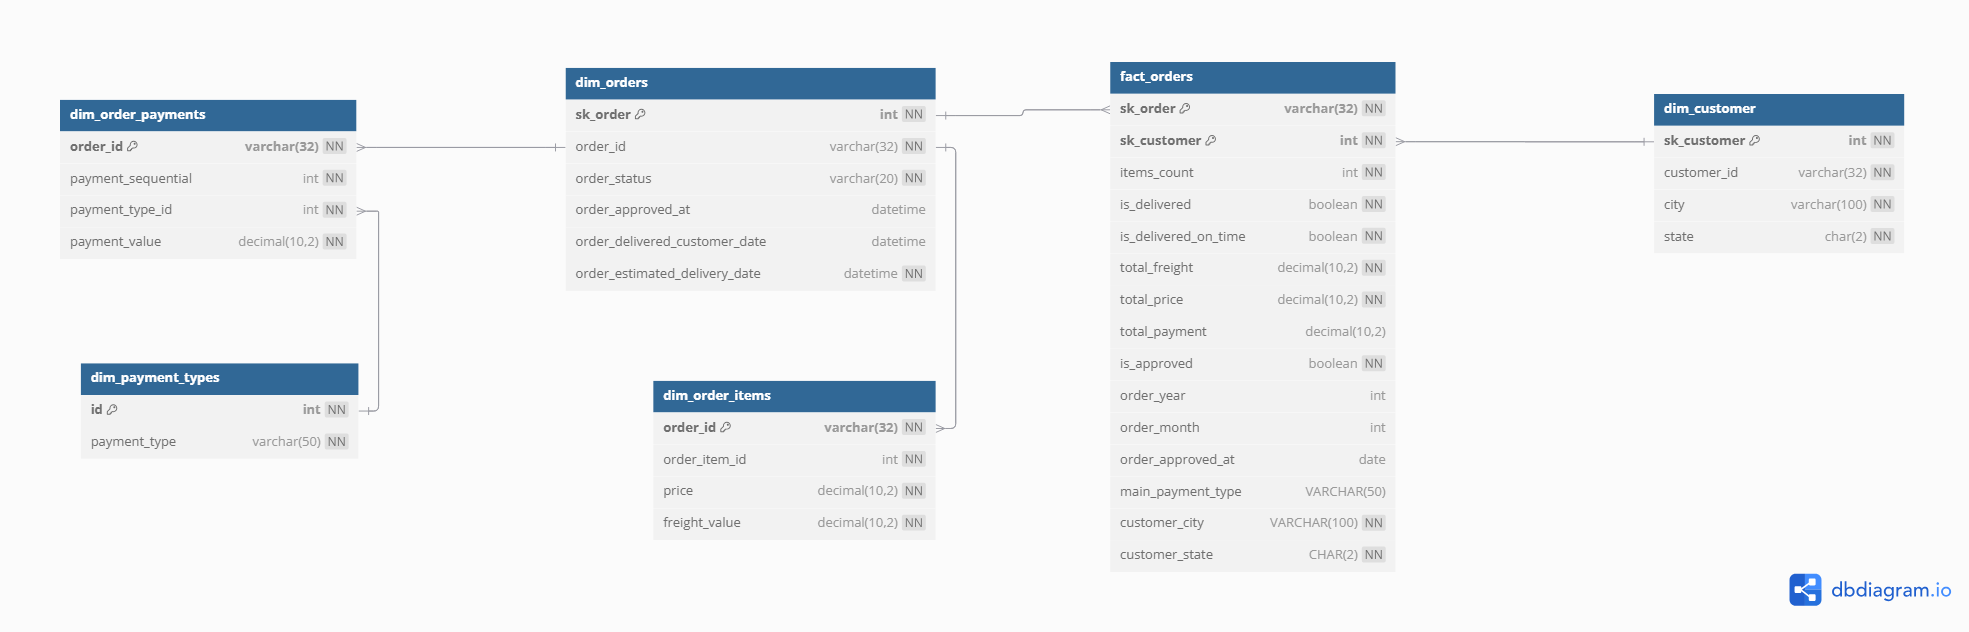 dim_order_payments
order_id varchar(32) NN
payment_sequential int NN
payment_type_id int NN
payment_value decimal(10,2) NN
dim_payment_types
id int NN
payment_type varchar(50) NN
dim_orders
sk_order int NN
order_id varchar(32) NN
order_status varchar(20) NN
order_approved_at datetime
order_delivered_customer_date datetime
order_estimated_delivery_date datetime NN
dim_order_items
order_id varchar(32) NN
order_item_id int NN
price decimal(10,2) NN
freight_value decimal(10,2) NN
fact_orders
sk_order varchar(32) NN
sk_customer int NN
items_count int NN
is_delivered boolean NN
is_delivered_on_time boolean NN
total_freight decimal(10,2) NN
total_price decimal(10,2) NN
total_payment decimal(10,2)
is_approved boolean NN
order_year int
order_month int
order_approved_at date
main_payment_type VARCHAR(50)
customer_city VARCHAR(100) NN
customer_state CHAR(2) NN
dim_customer
sk_customer int NN
customer_id varchar(32) NN
city varchar(100) NN
state char(2) NN
dbdiagram.io